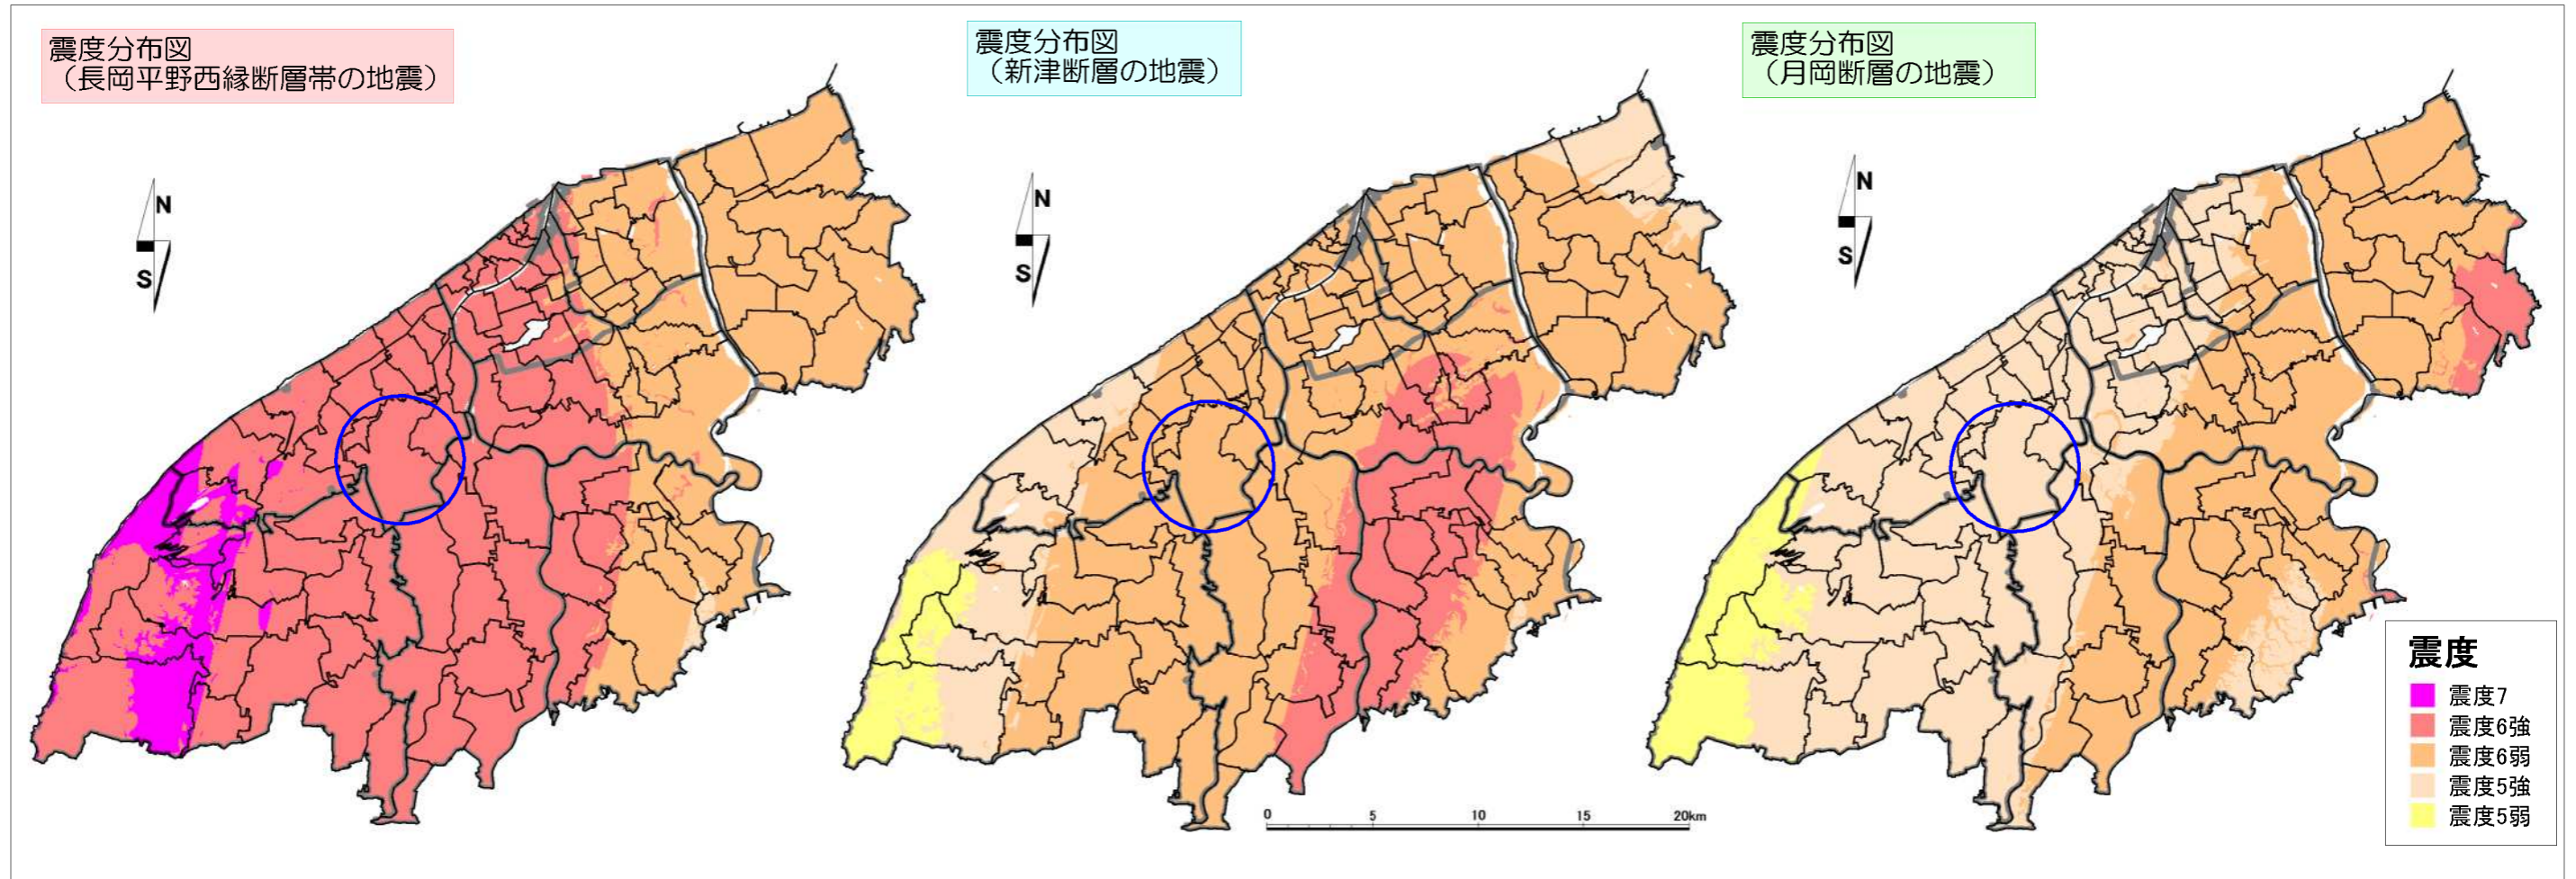 震度分布図
（長岡平野西縁断層帯の地震）
震度分布図
（新津断層の地震）
震度分布図
（月岡断層の地震）
N
S
N
S
N
S
0 5 10 15 20km
震度
震度7
震度6強
震度6弱
震度5強
震度5弱